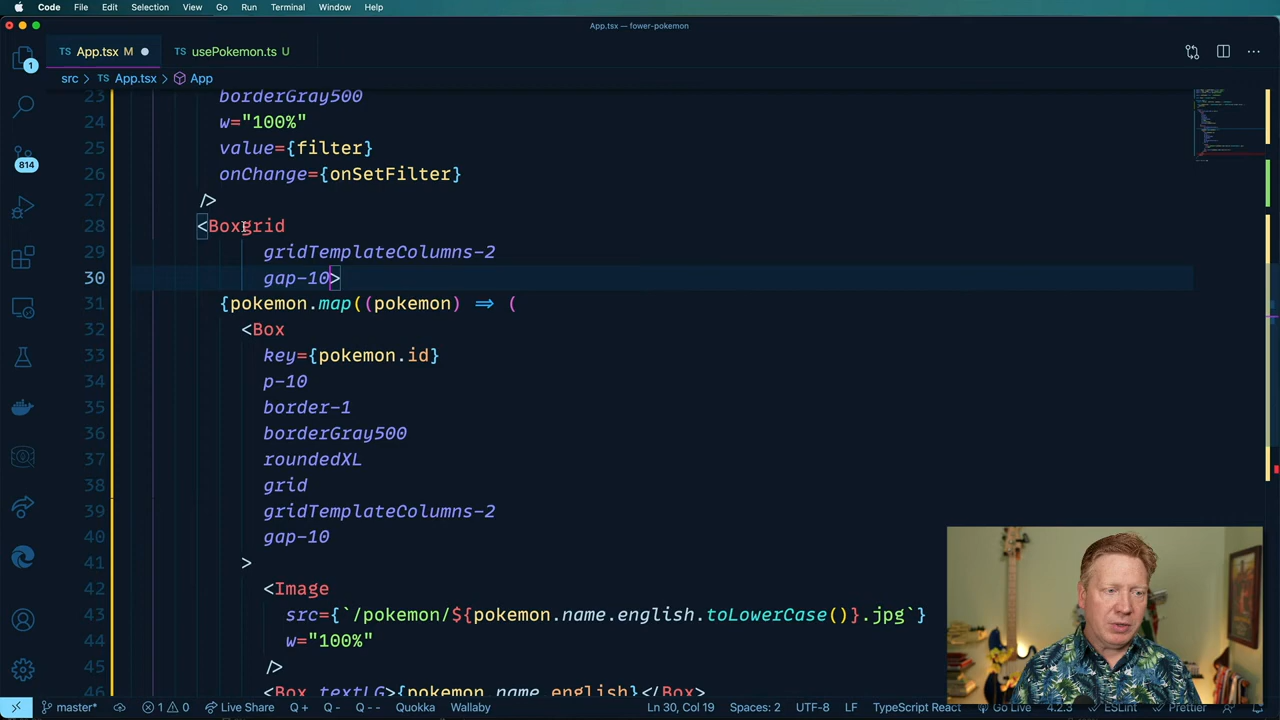 Code File Edit Selection View Go Run Terminal Window Help
App.tsx — fower-pokemon
TS App.tsx M TS usePokemon.ts U
src > TS App.tsx > App
23 borderGray500
24 w="100%"
25 value={filter}
26 onChange={onSetFilter}
27 />
28 <Boxgrid
29 gridTemplateColumns-2
30 gap-10>
31 {pokemon.map((pokemon) ⇒ (
32 <Box
33 key={pokemon.id}
34 p-10
35 border-1
36 borderGray500
37 roundedXL
38 grid
39 gridTemplateColumns-2
40 gap-10
41 >
42 <Image
43 src={`/pokemon/${pokemon.name.english.toLowerCase()}.jpg`}
44 w="100%"
45 />
46 <Box textLG>{pokemon.name.english}</Box>
1
814
master* 1 0 Live Share Q + Q - Q -- Quokka Wallaby Ln 30, Col 17 Spaces: 2 UTF-8 LF TypeScript React Go Live 4.2.3 ESLint Prettier